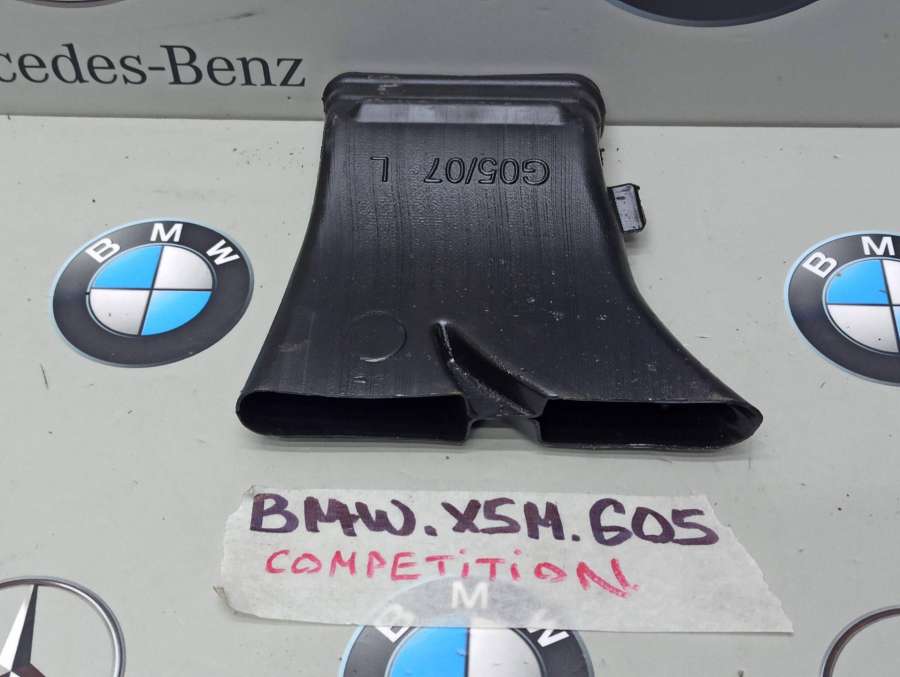 cedes-Benz
G05/07 L
BMW
BMW
BMW.X5M.G05
COMPETITION
BMW